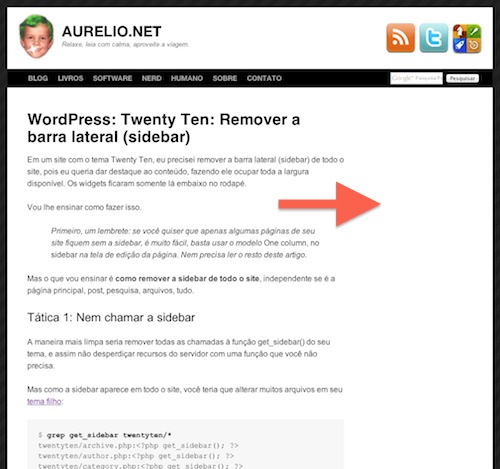 AURELIO.NET
Relaxe, leia com calma, aproveite a viagem.
BLOG LIVROS SOFTWARE NERD HUMANO SOBRE CONTATO
Google™ Pesquisar
WordPress: Twenty Ten: Remover a
barra lateral (sidebar)
Em um site com o tema Twenty Ten, eu precisei remover a barra lateral (sidebar) de todo o
site, pois eu queria dar destaque ao conteúdo, fazendo ele ocupar toda a largura
disponível. Os widgets ficaram somente lá embaixo no rodapé.
Vou lhe ensinar como fazer isso.
Primeiro, um lembrete: se você quiser que apenas algumas páginas de seu
site fiquem sem a sidebar, é muito fácil, basta usar o modelo One column, no
sidebar na tela de edição da página. Nem precisa ler o resto deste artigo.
Mas o que vou ensinar é como remover a sidebar de todo o site, independente se é a
página principal, post, pesquisa, arquivos, tudo.
Tática 1: Nem chamar a sidebar
A maneira mais limpa seria remover todas as chamadas à função get_sidebar() do seu
tema, e assim não desperdiçar recursos do servidor com uma função que você não
precisa.
Mas como a sidebar aparece em todo o site, você teria que alterar muitos arquivos em seu
tema filho:
$ grep get_sidebar twentyten/*
twentyten/archive.php:<?php get_sidebar(); ?>
twentyten/author.php:<?php get_sidebar(); ?>
twentyten/category.php:<?php get_sidebar(); ?>